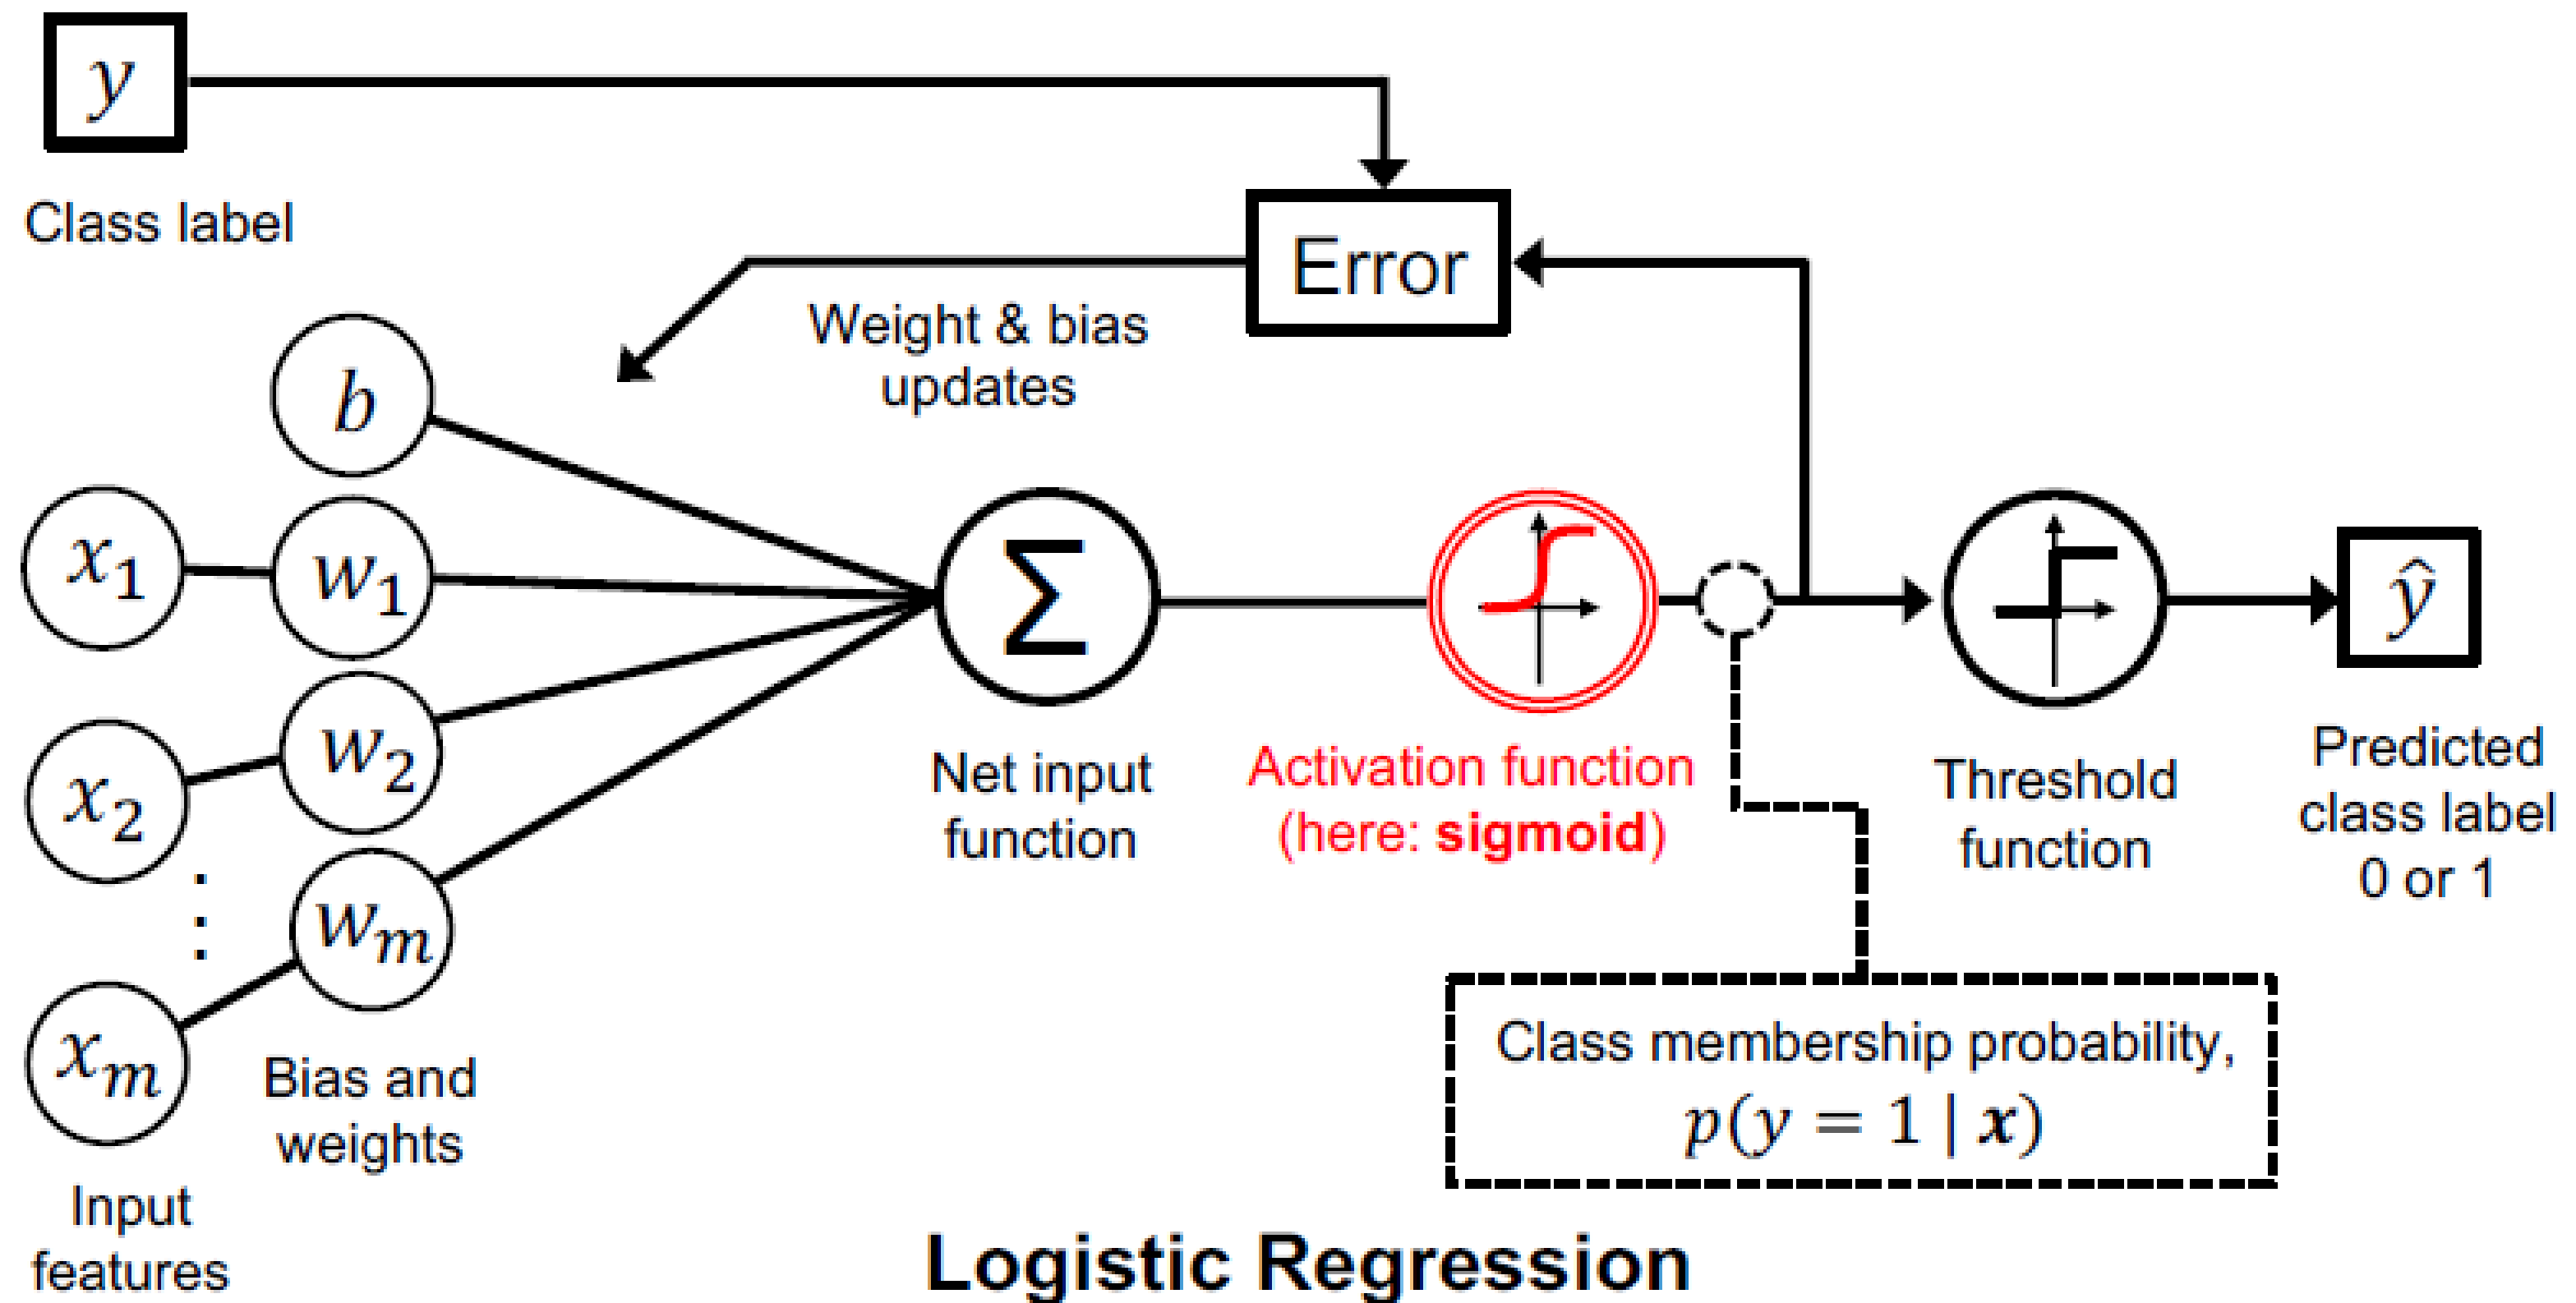 y
Class label
Error
Weight & bias
updates
b
x₁
w₁
x₂
w₂
⋮
xₘ
wₘ
Σ
ŷ
Input
features
Bias and
weights
Net input
function
Activation function
(here: sigmoid)
Threshold
function
Predicted
class label
0 or 1
Class membership probability,
p(y = 1 | x)
Logistic Regression